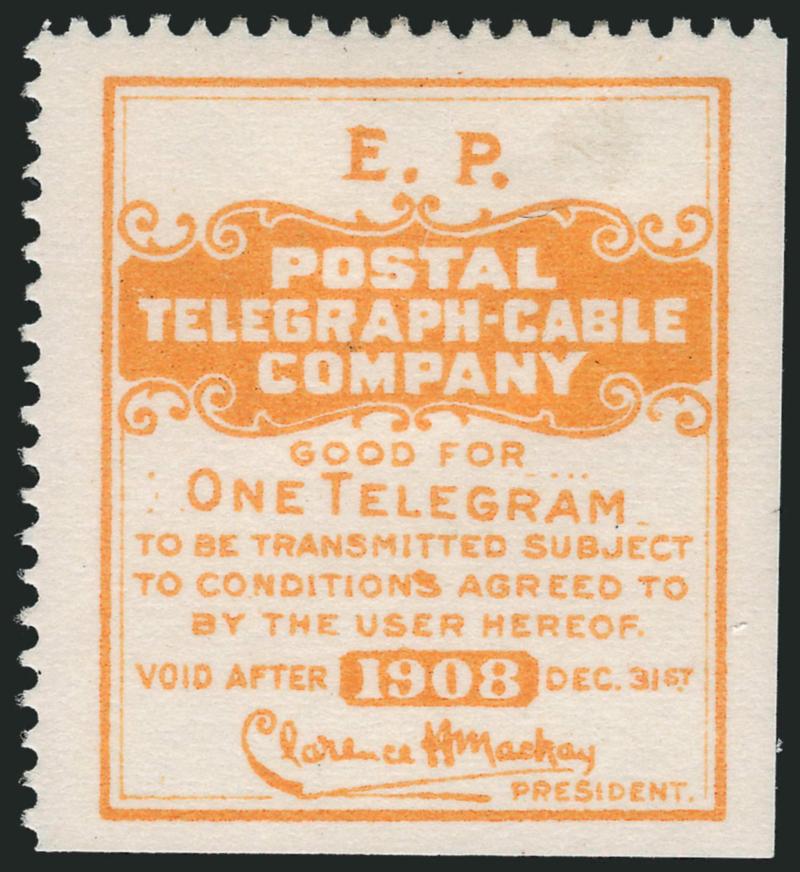 E. P.
POSTAL
TELEGRAPH-CABLE
COMPANY
GOOD FOR
ONE TELEGRAM
TO BE TRANSMITTED SUBJECT
TO CONDITIONS AGREED TO
BY THE USER HEREOF.
VOID AFTER 1908 DEC. 31ST
Clarence H Mackay
PRESIDENT.